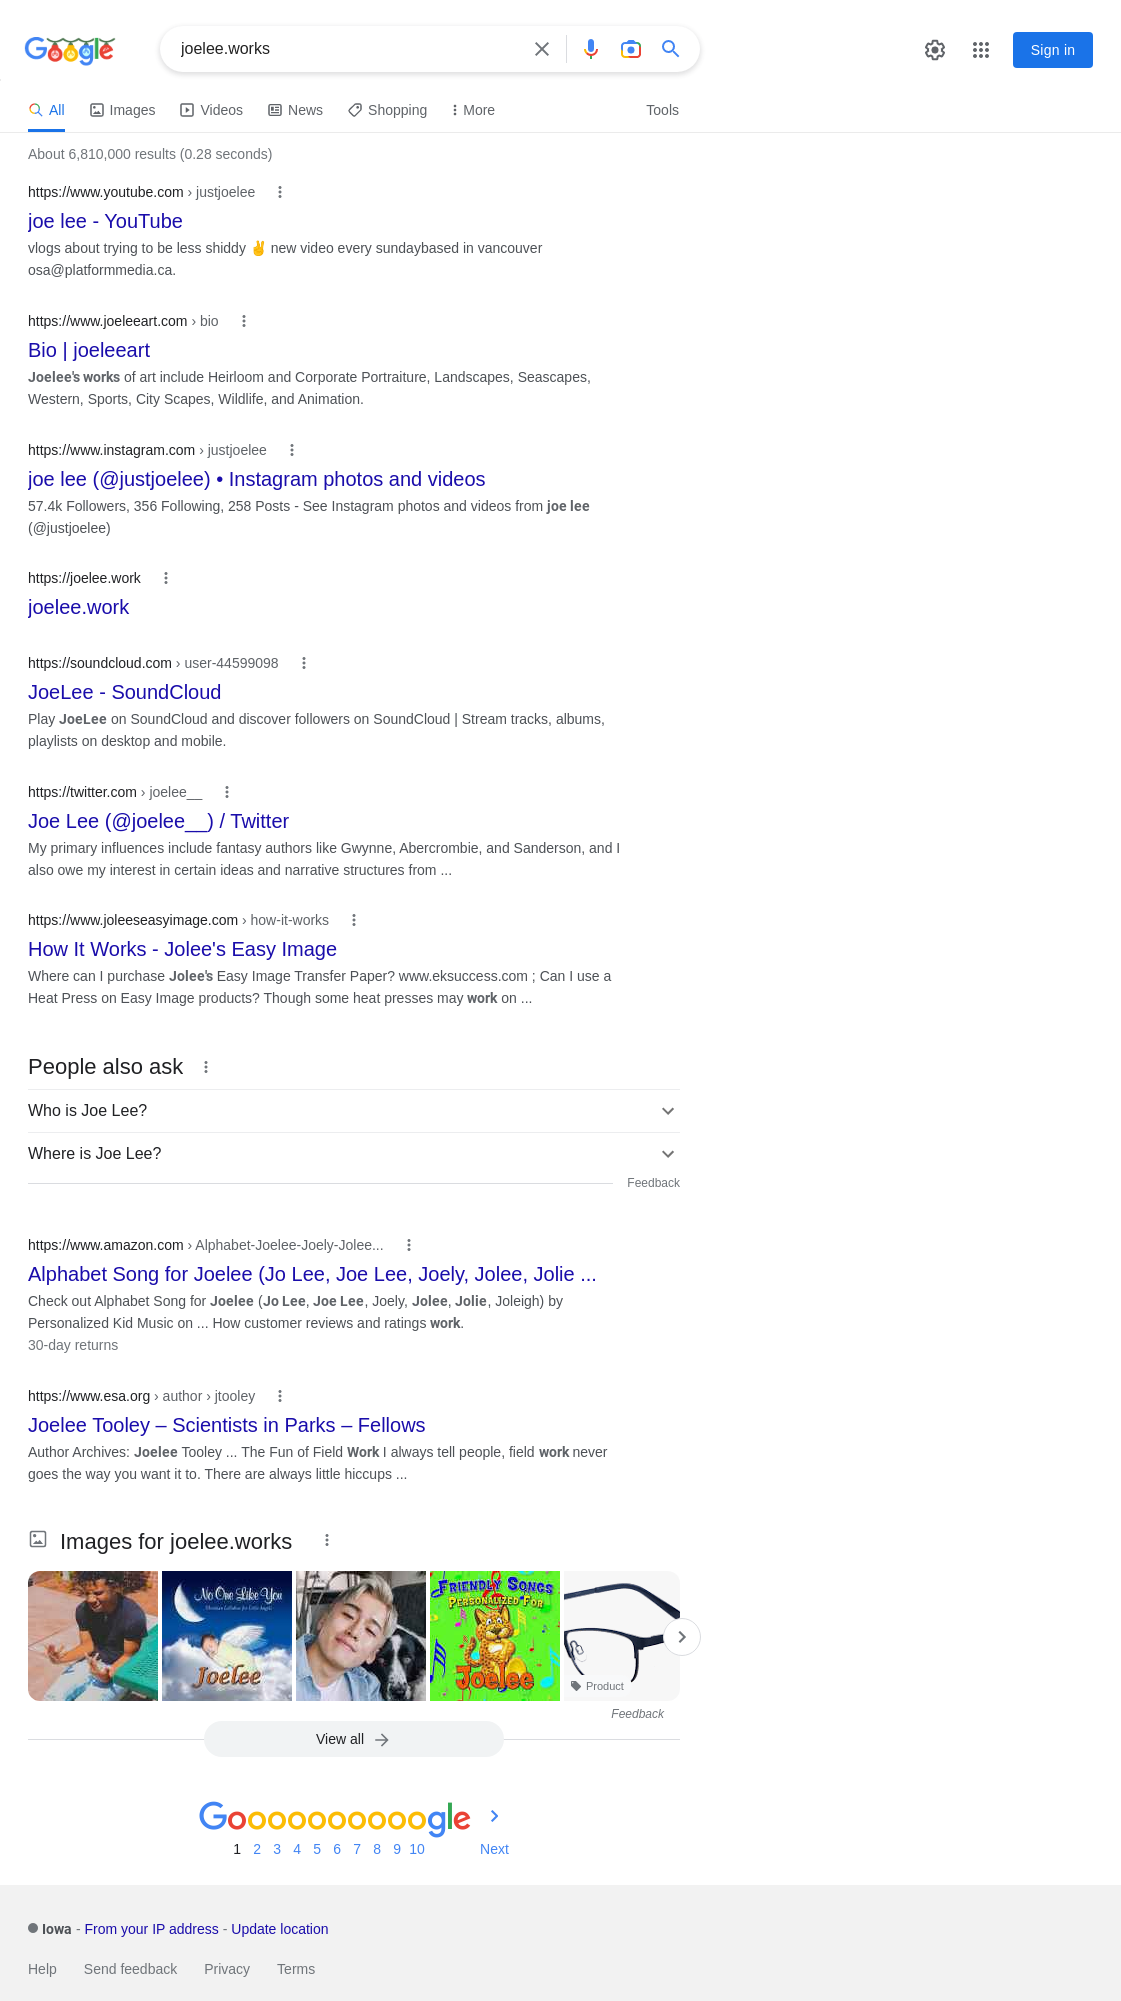 Google
joelee.works
Sign in
All
Images
Videos
News
Shopping
More
Tools
About 6,810,000 results (0.28 seconds)
https://www.youtube.com › justjoelee
joe lee - YouTube
vlogs about trying to be less shiddy ✌️ new video every sundaybased in vancouver
osa@platformmedia.ca.
https://www.joeleeart.com › bio
Bio | joeleeart
Joelee's works of art include Heirloom and Corporate Portraiture, Landscapes, Seascapes,
Western, Sports, City Scapes, Wildlife, and Animation.
https://www.instagram.com › justjoelee
joe lee (@justjoelee) • Instagram photos and videos
57.4k Followers, 356 Following, 258 Posts - See Instagram photos and videos from joe lee
(@justjoelee)
https://joelee.work
joelee.work
https://soundcloud.com › user-44599098
JoeLee - SoundCloud
Play JoeLee on SoundCloud and discover followers on SoundCloud | Stream tracks, albums,
playlists on desktop and mobile.
https://twitter.com › joelee__
Joe Lee (@joelee__) / Twitter
My primary influences include fantasy authors like Gwynne, Abercrombie, and Sanderson, and I
also owe my interest in certain ideas and narrative structures from ...
https://www.joleeseasyimage.com › how-it-works
How It Works - Jolee's Easy Image
Where can I purchase Jolee's Easy Image Transfer Paper? www.eksuccess.com ; Can I use a
Heat Press on Easy Image products? Though some heat presses may work on ...
People also ask
Who is Joe Lee?
Where is Joe Lee?
Feedback
https://www.amazon.com › Alphabet-Joelee-Joely-Jolee...
Alphabet Song for Joelee (Jo Lee, Joe Lee, Joely, Jolee, Jolie ...
Check out Alphabet Song for Joelee (Jo Lee, Joe Lee, Joely, Jolee, Jolie, Joleigh) by
Personalized Kid Music on ... How customer reviews and ratings work.
30-day returns
https://www.esa.org › author › jtooley
Joelee Tooley – Scientists in Parks – Fellows
Author Archives: Joelee Tooley ... The Fun of Field Work I always tell people, field work never
goes the way you want it to. There are always little hiccups ...
Images for joelee.works
No One Like You
Joelee
FRIENDLY SONGS
PERSONALIZED FOR
Joelee
Product
Feedback
View all
Goooooooooogle
1 2 3 4 5 6 7 8 9 10 Next
Iowa - From your IP address - Update location
Help Send feedback Privacy Terms